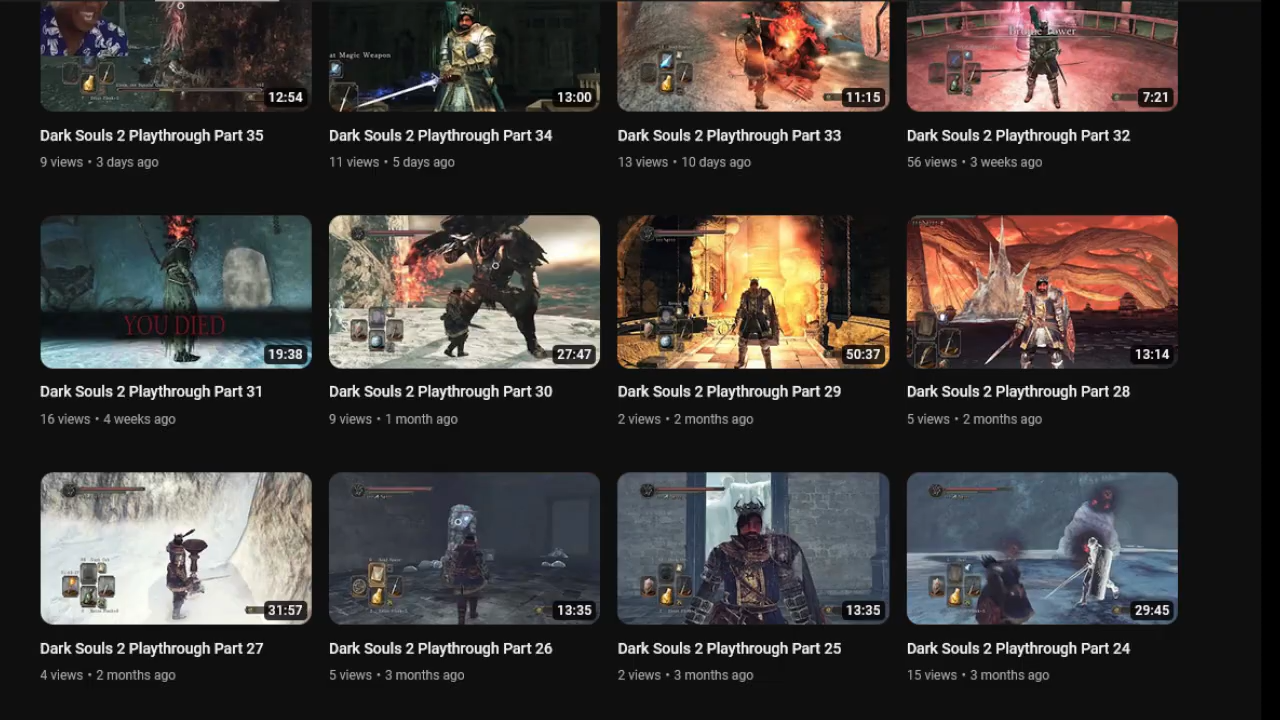 at Magic Weapon
12:54
13:00
11:15
7:21
Dark Souls 2 Playthrough Part 35
Dark Souls 2 Playthrough Part 34
Dark Souls 2 Playthrough Part 33
Dark Souls 2 Playthrough Part 32
9 views • 3 days ago
11 views • 5 days ago
13 views • 10 days ago
56 views • 3 weeks ago
YOU DIED
19:38
27:47
50:37
13:14
Dark Souls 2 Playthrough Part 31
Dark Souls 2 Playthrough Part 30
Dark Souls 2 Playthrough Part 29
Dark Souls 2 Playthrough Part 28
16 views • 4 weeks ago
9 views • 1 month ago
2 views • 2 months ago
5 views • 2 months ago
31:57
13:35
13:35
29:45
Dark Souls 2 Playthrough Part 27
Dark Souls 2 Playthrough Part 26
Dark Souls 2 Playthrough Part 25
Dark Souls 2 Playthrough Part 24
4 views • 2 months ago
5 views • 3 months ago
2 views • 3 months ago
15 views • 3 months ago